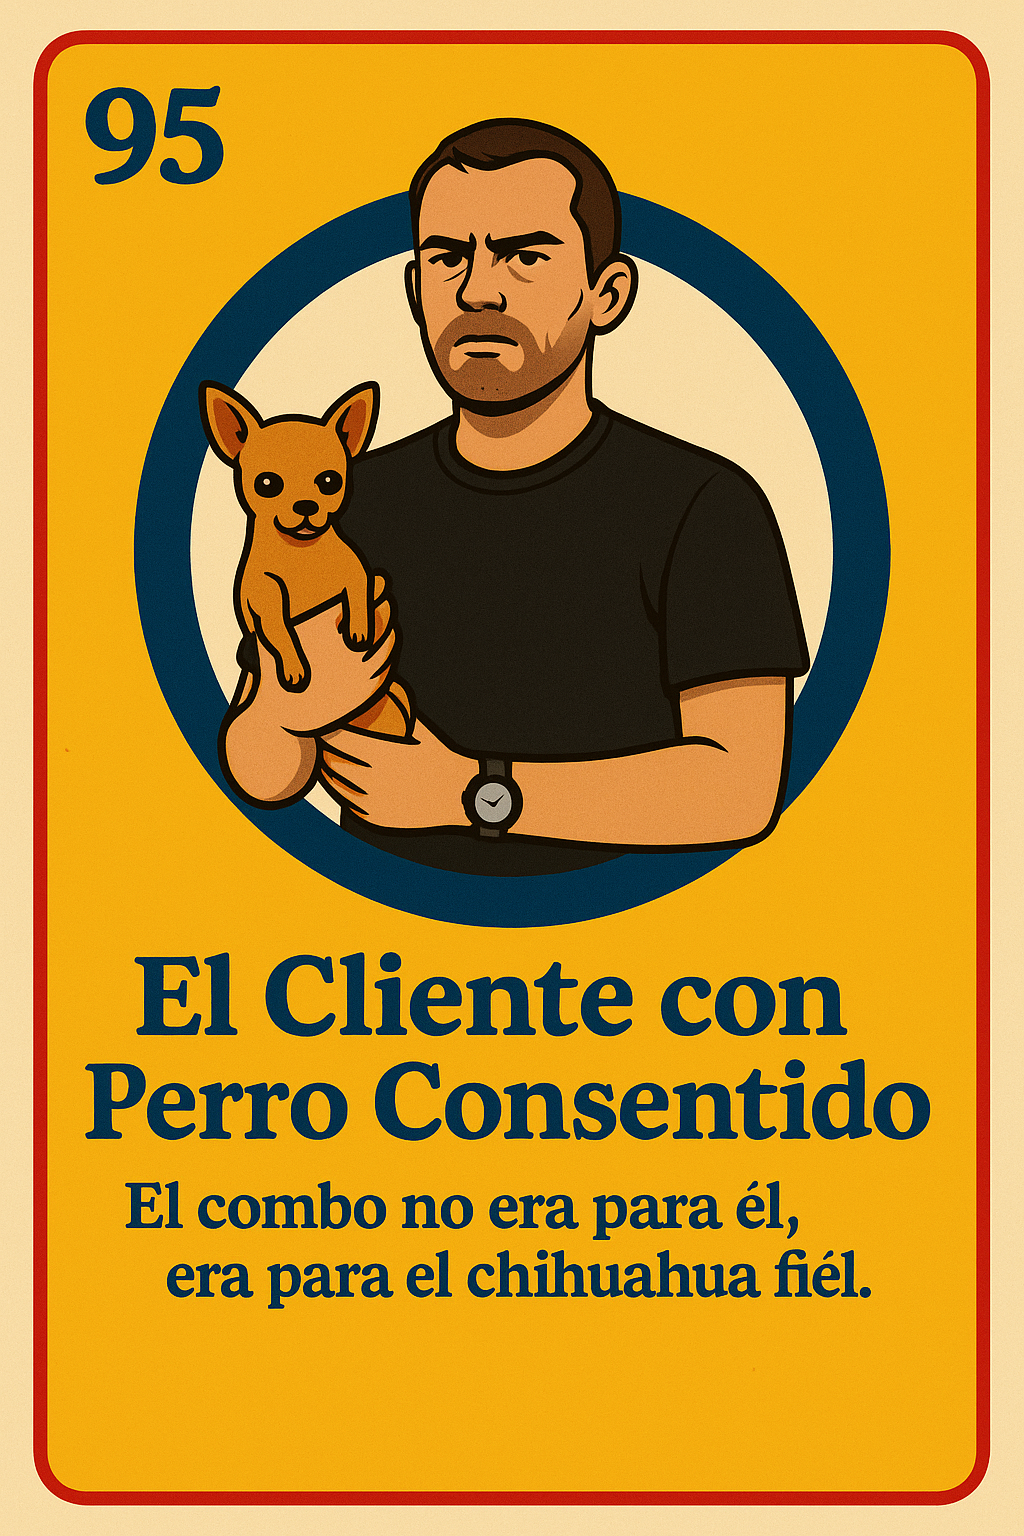 95
El Cliente con
Perro Consentido
El combo no era para él,
era para el chihuahua fiél.